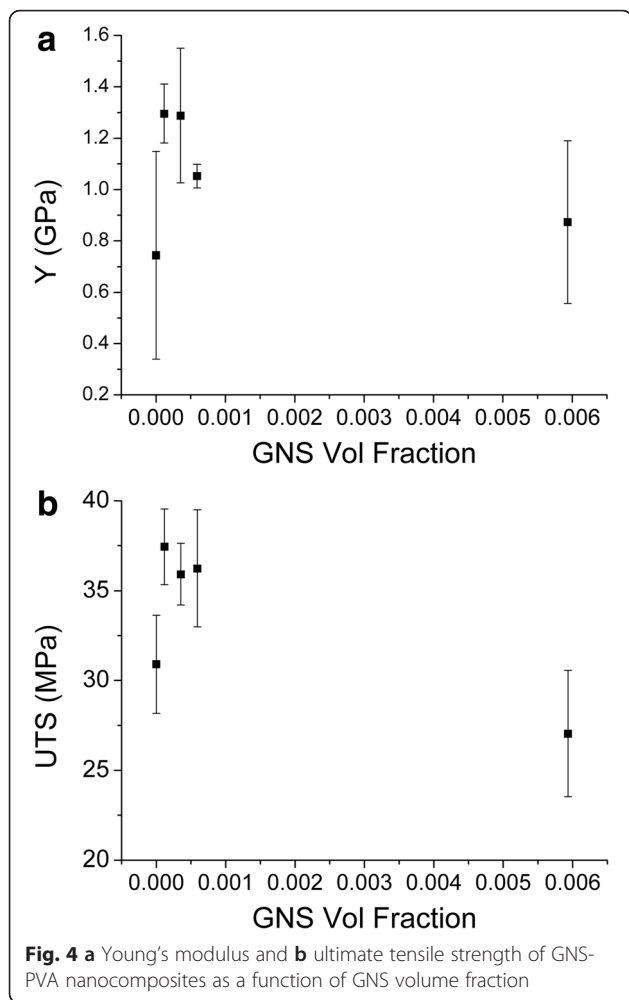 a
1.6
1.4
1.2
1.0
0.8
0.6
0.4
0.2
Y (GPa)
0.000 0.001 0.002 0.003 0.004 0.005 0.006
GNS Vol Fraction
b
40
35
30
25
20
UTS (MPa)
0.000 0.001 0.002 0.003 0.004 0.005 0.006
GNS Vol Fraction
Fig. 4 a Young's modulus and b ultimate tensile strength of GNS-
PVA nanocomposites as a function of GNS volume fraction